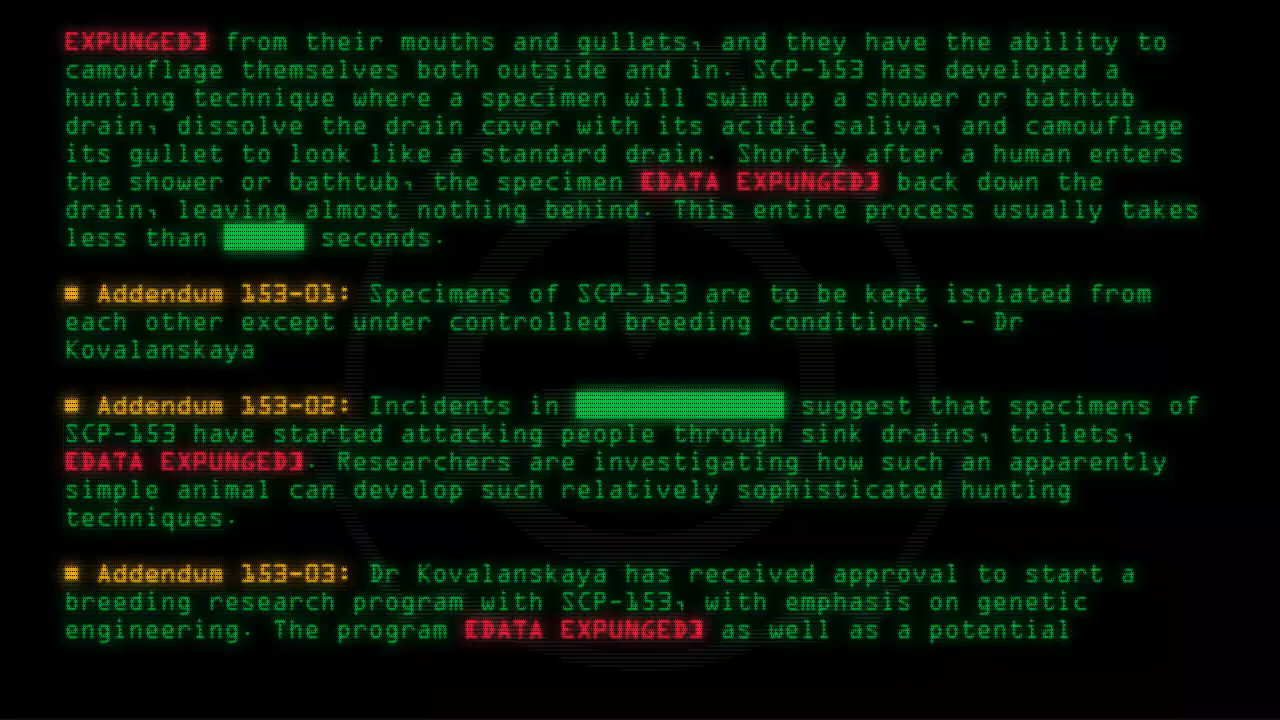 EXPUNGED] from their mouths and gullets, and they have the ability to
camouflage themselves both outside and in. SCP-153 has developed a
hunting technique where a specimen will swim up a shower or bathtub
drain, dissolve the drain cover with its acidic saliva, and camouflage
its gullet to look like a standard drain. Shortly after a human enters
the shower or bathtub, the specimen [DATA EXPUNGED] back down the
drain, leaving almost nothing behind. This entire process usually takes
less than █████ seconds.
■ Addendum 153-01: Specimens of SCP-153 are to be kept isolated from
each other except under controlled breeding conditions. - Dr
Kovalanskaya
■ Addendum 153-02: Incidents in █████████████ suggest that specimens of
SCP-153 have started attacking people through sink drains, toilets,
[DATA EXPUNGED]. Researchers are investigating how such an apparently
simple animal can develop such relatively sophisticated hunting
techniques.
■ Addendum 153-03: Dr Kovalanskaya has received approval to start a
breeding research program with SCP-153, with emphasis on genetic
engineering. The program [DATA EXPUNGED] as well as a potential